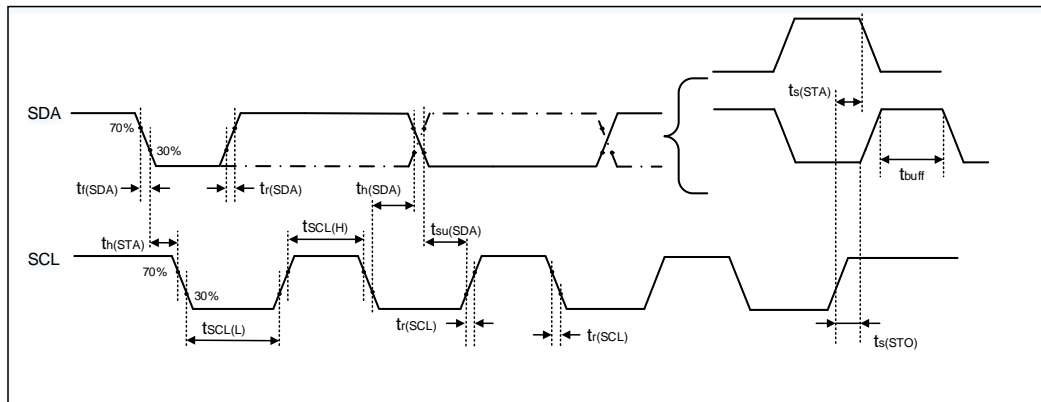 ts(STA)
SDA
70%
30%
tbuff
tf(SDA)
tr(SDA)
th(SDA)
tSCL(H)
tsu(SDA)
th(STA)
SCL
70%
30%
tSCL(L)
tr(SCL)
tr(SCL)
ts(STO)